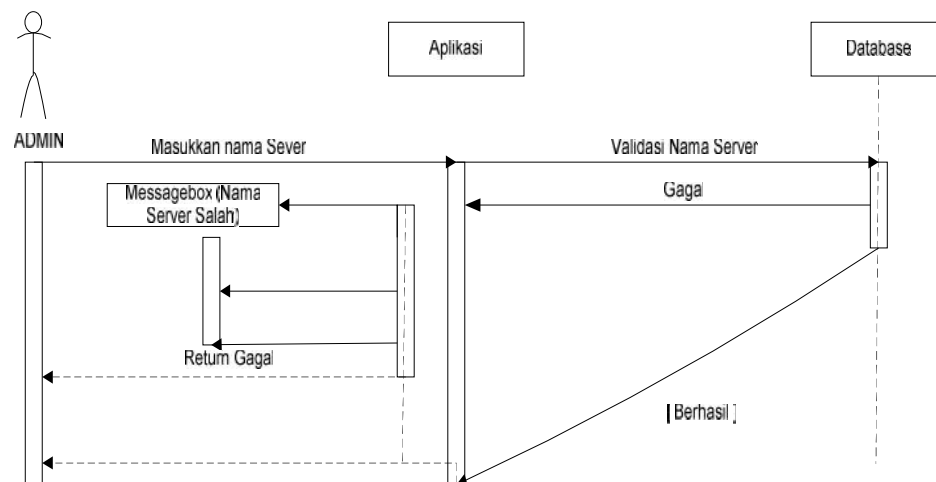 Aplikasi
Database
ADMIN
Masukkan nama Sever
Validasi Nama Server
Messagebox (Nama
Server Salah)
Gagal
Return Gagal
[ Berhasil ]